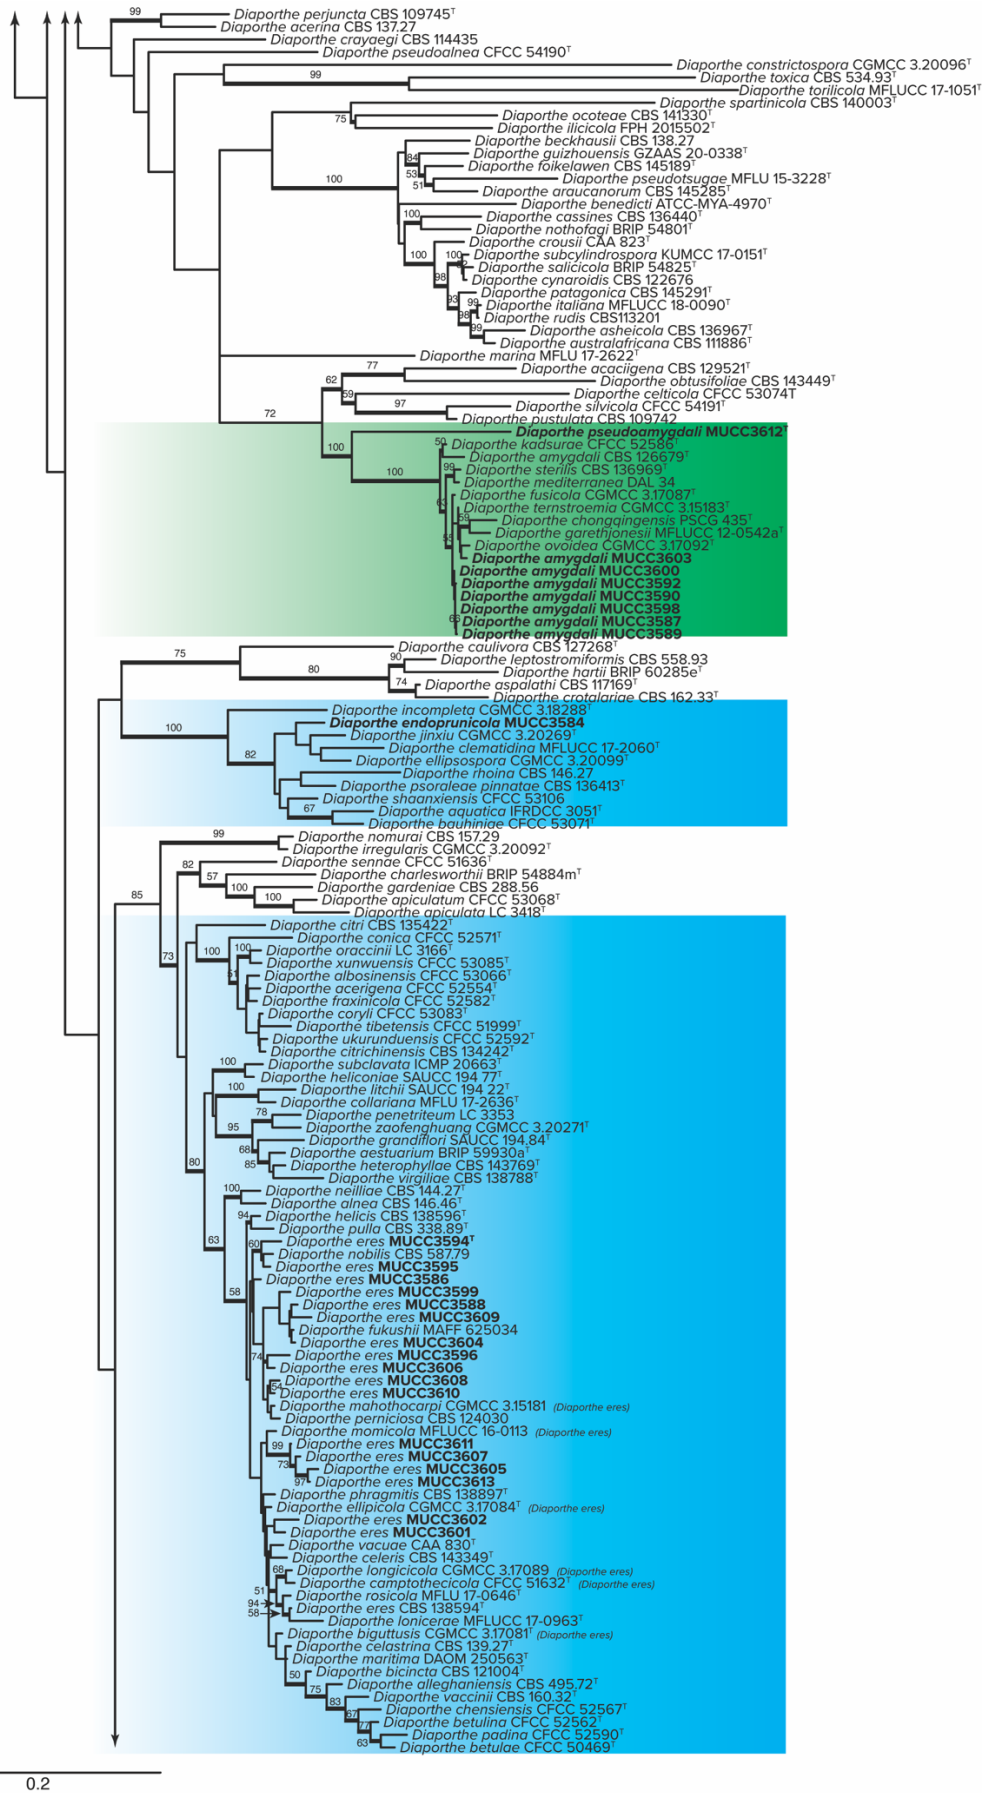 99
Diaporthe perjuncta CBS 109745T
Diaporthe acerina CBS 137.27
Diaporthe crayaegi CBS 114435
Diaporthe pseudoalnea CFCC 54190T
Diaporthe constrictospora CGMCC 3.20096T
99
Diaporthe toxica CBS 534.93T
Diaporthe torilicola MFLUCC 17-1051T
Diaporthe spartinicola CBS 140003T
75
Diaporthe ocoteae CBS 141330T
Diaporthe ilicicola FPH 2015502T
Diaporthe beckhausii CBS 138.27
84
Diaporthe guizhouensis GZAAS 20-0338T
53
Diaporthe foikelawen CBS 145189T
100
51
Diaporthe pseudotsugae MFLU 15-3228T
Diaporthe araucanorum CBS 145285T
Diaporthe benedicti ATCC-MYA-4970T
100
Diaporthe cassines CBS 136440T
Diaporthe nothofagi BRIP 54801T
Diaporthe crousii CAA 823T
100
100
Diaporthe subcylindrospora KUMCC 17-0151T
Diaporthe salicicola BRIP 54825T
98
Diaporthe cynaroidis CBS 122676
93
Diaporthe patagonica CBS 145291T
99
Diaporthe italiana MFLUCC 18-0090T
98
Diaporthe rudis CBS113201
99
Diaporthe asheicola CBS 136967T
Diaporthe australafricana CBS 111886T
Diaporthe marina MFLU 17-2622T
77
Diaporthe acaciigena CBS 129521T
62
Diaporthe obtusifoliae CBS 143449T
59
Diaporthe celticola CFCC 53074T
97
Diaporthe silvicola CFCC 54191T
72
Diaporthe pustulata CBS 109742
Diaporthe pseudoamygdali MUCC3612T
100
50
Diaporthe kadsurae CFCC 52586T
Diaporthe amygdali CBS 126679T
100
99
Diaporthe sterilis CBS 136969T
Diaporthe mediterranea DAL 34
Diaporthe fusicola CGMCC 3.17087T
63
Diaporthe ternstroemia CGMCC 3.15183T
59
Diaporthe chongqingensis PSCG 435T
Diaporthe garethjonesii MFLUCC 12-0542aT
Diaporthe ovoidea CGMCC 3.17092T
Diaporthe amygdali MUCC3603
Diaporthe amygdali MUCC3600
Diaporthe amygdali MUCC3592
Diaporthe amygdali MUCC3590
Diaporthe amygdali MUCC3598
Diaporthe amygdali MUCC3587
Diaporthe amygdali MUCC3589
Diaporthe caulivora CBS 127268T
75
90
Diaporthe leptostromiformis CBS 558.93
80
Diaporthe hartii BRIP 60285eT
74
Diaporthe aspalathi CBS 117169T
Diaporthe crotalariae CBS 162.33T
Diaporthe incompleta CGMCC 3.18288T
Diaporthe endoprunicola MUCC3584
100
Diaporthe jinxiu CGMCC 3.20269T
Diaporthe clematidina MFLUCC 17-2060T
82
Diaporthe ellipsospora CGMCC 3.20099T
Diaporthe rhoina CBS 146.27
Diaporthe psoraleae pinnatae CBS 136413T
Diaporthe shaanxiensis CFCC 53106
67
Diaporthe aquatica IFRDCC 3051T
Diaporthe bauhiniae CFCC 53071T
99
Diaporthe nomurai CBS 157.29
Diaporthe irregularis CGMCC 3.20092T
82
Diaporthe sennae CFCC 51636T
57
Diaporthe charlesworthii BRIP 54884mT
100
Diaporthe gardeniae CBS 288.56
85
100
Diaporthe apiculatum CFCC 53068T
Diaporthe apiculata LC 3418T
Diaporthe citri CBS 135422T
Diaporthe conica CFCC 52571T
73
100
100
Diaporthe oraccinii LC 3166T
Diaporthe xunwuensis CFCC 53085T
51
Diaporthe albosinensis CFCC 53066T
Diaporthe acerigena CFCC 52554T
Diaporthe fraxinicola CFCC 52582T
Diaporthe coryli CFCC 53083T
Diaporthe tibetensis CFCC 51999T
Diaporthe ukurunduensis CFCC 52592T
Diaporthe citrichinensis CBS 134242T
100
Diaporthe subclavata ICMP 20663T
Diaporthe heliconiae SAUCC 194 77T
100
Diaporthe litchii SAUCC 194.22T
Diaporthe collariana MFLU 17-2636T
78
Diaporthe penetriteum LC 3353
95
Diaporthe zaofenghuang CGMCC 3.20271T
Diaporthe grandiflori SAUCC 194.84T
68
Diaporthe aestuarium BRIP 59930aT
80
85
Diaporthe heterophyllae CBS 143769T
Diaporthe virgiliae CBS 138788T
100
Diaporthe neilliae CBS 144.27T
Diaporthe alnea CBS 146.46T
94
Diaporthe helicis CBS 138596T
Diaporthe pulla CBS 338.89T
63
60
Diaporthe eres MUCC3594T
Diaporthe nobilis CBS 587.79
Diaporthe eres MUCC3595
Diaporthe eres MUCC3586
58
Diaporthe eres MUCC3599
Diaporthe eres MUCC3588
Diaporthe eres MUCC3609
Diaporthe fukushii MAFF 625034
Diaporthe eres MUCC3604
74
Diaporthe eres MUCC3596
Diaporthe eres MUCC3606
54
Diaporthe eres MUCC3608
Diaporthe eres MUCC3610
Diaporthe mahothocarpi CGMCC 3.15181 (Diaporthe eres)
Diaporthe perniciosa CBS 124030
Diaporthe momicola MFLUCC 16-0113 (Diaporthe eres)
99
Diaporthe eres MUCC3611
73
Diaporthe eres MUCC3607
Diaporthe eres MUCC3605
97
Diaporthe eres MUCC3613
Diaporthe phragmitis CBS 138897T
Diaporthe ellipicola CGMCC 3.17084T (Diaporthe eres)
Diaporthe eres MUCC3602
Diaporthe eres MUCC3601
Diaporthe vacuae CAA 830T
Diaporthe celeris CBS 143349T
68
Diaporthe longicicola CGMCC 3.17089 (Diaporthe eres)
Diaporthe camptothecicola CFCC 51632T (Diaporthe eres)
51
Diaporthe rosicola MFLU 17-0646T
94
Diaporthe eres CBS 138594T
58
Diaporthe lonicerae MFLUCC 17-0963T
Diaporthe biguttusis CGMCC 3.17081T (Diaporthe eres)
Diaporthe celastrina CBS 139.27T
Diaporthe maritima DAOM 250563T
50
Diaporthe bicincta CBS 121004T
75
Diaporthe alleghaniensis CBS 495.72T
83
Diaporthe vaccinii CBS 160.32T
67
Diaporthe chensiensis CFCC 52567T
77
Diaporthe betulina CFCC 52562T
63
Diaporthe padina CFCC 52590T
Diaporthe betulae CFCC 50469T
0.2